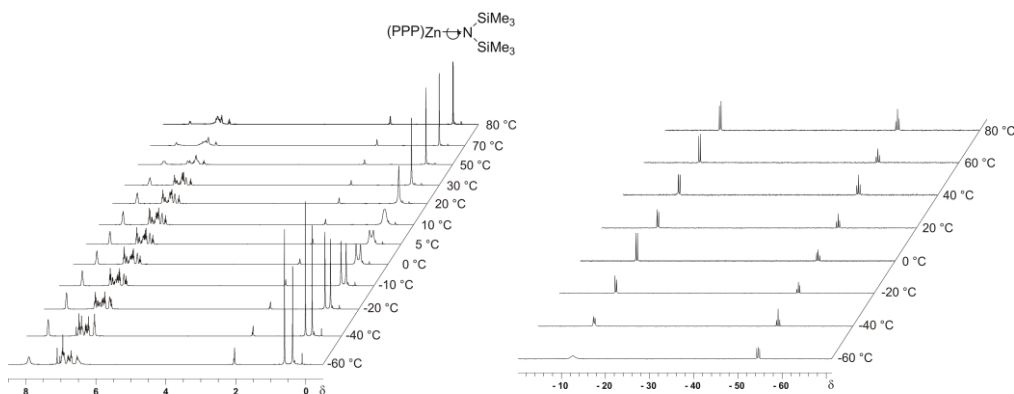 SiMe3
(PPP)Zn N
SiMe3
80 °C
70 °C
50 °C
30 °C
20 °C
10 °C
5 °C
0 °C
-10 °C
-20 °C
-40 °C
-60 °C
8 6 4 2 0 δ
80 °C
60 °C
40 °C
20 °C
0 °C
-20 °C
-40 °C
-60 °C
-10 -20 -30 -40 -50 -60 δ